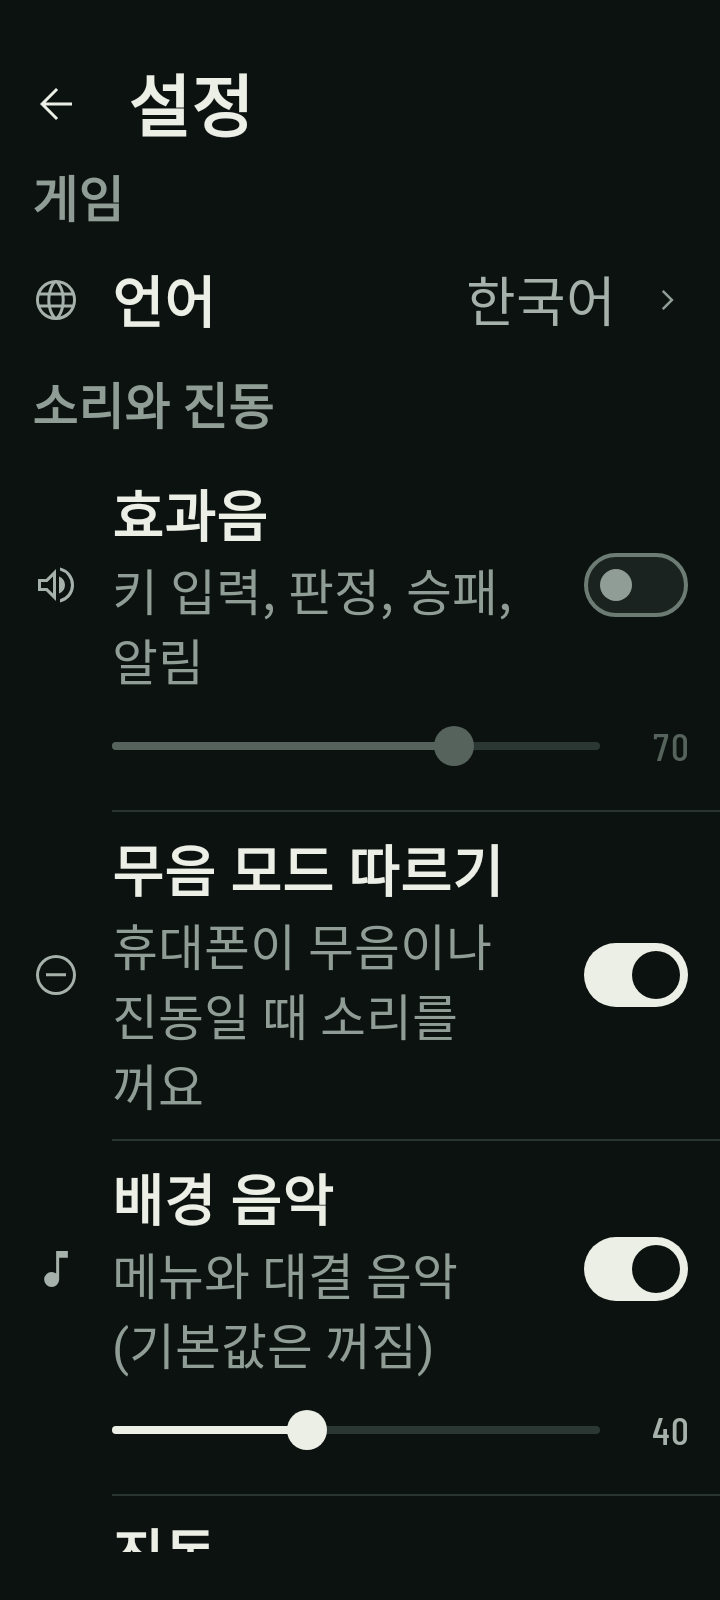 설정
게임
언어 한국어
소리와 진동
효과음
키 입력, 판정, 승패,
알림
70
무음 모드 따르기
휴대폰이 무음이나
진동일 때 소리를
꺼요
배경 음악
메뉴와 대결 음악
(기본값은 꺼짐)
40
진동